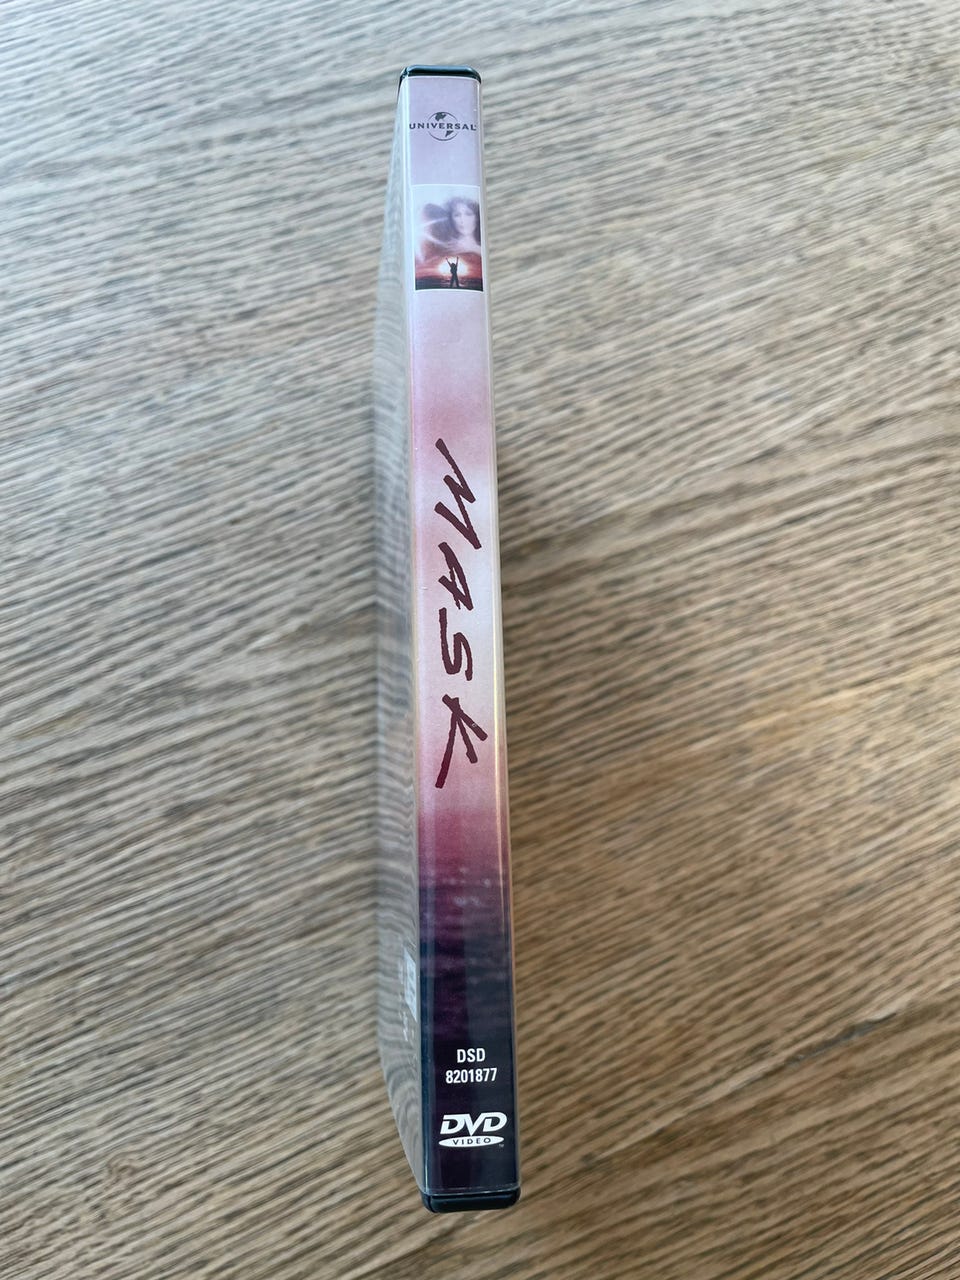 UNIVERSAL
MASK
DSD
8201877
DVD
VIDEO